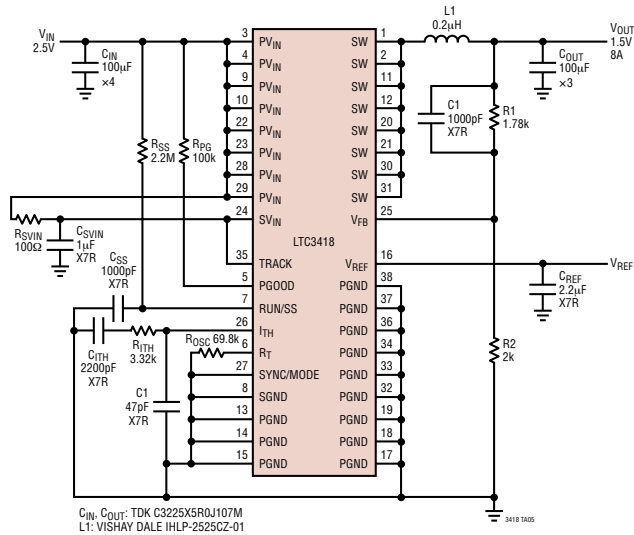 L1
0.2µH
VIN
2.5V
CIN
100µF
×4
RSS
2.2M
RPG
100k
RSVIN
100Ω
CSVIN
1µF
X7R
CSS
1000pF
X7R
CITH
2200pF
X7R
RITH
3.32k
C1
47pF
X7R
ROSC 69.8k
3 PVIN
4 PVIN
9 PVIN
10 PVIN
22 PVIN
23 PVIN
28 PVIN
29 PVIN
24 SVIN
35 TRACK
5 PGOOD
7 RUN/SS
26 ITH
6 RT
27 SYNC/MODE
8 SGND
13 PGND
14 PGND
15 PGND
LTC3418
SW 1
SW 2
SW 11
SW 12
SW 20
SW 21
SW 30
SW 31
VFB 25
VREF 16
PGND 38
PGND 37
PGND 36
PGND 34
PGND 33
PGND 32
PGND 19
PGND 18
PGND 17
C1
1000pF
X7R
R1
1.78k
COUT
100µF
×3
VOUT
1.5V
8A
VREF
CREF
2.2µF
X7R
R2
2k
CIN, COUT: TDK C3225X5R0J107M
L1: VISHAY DALE IHLP-2525CZ-01
3418 TA05